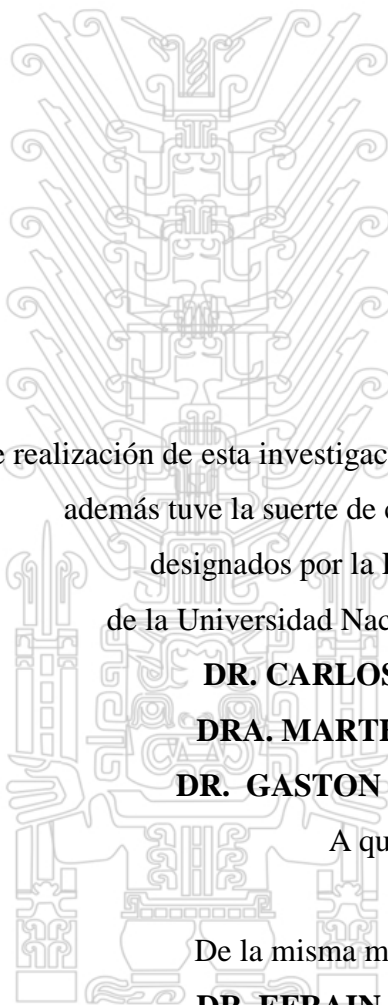 realización de esta investigac
además tuve la suerte de
designados por la
de la Universidad Nac
DR. CARLOS
DRA. MARTH
DR. GASTON
A qu
De la misma m
DR. EFRAIN